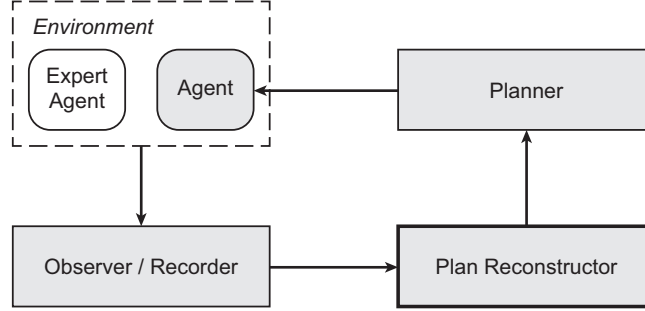 Environment
Expert
Agent
Agent
Planner
Observer / Recorder
Plan Reconstructor